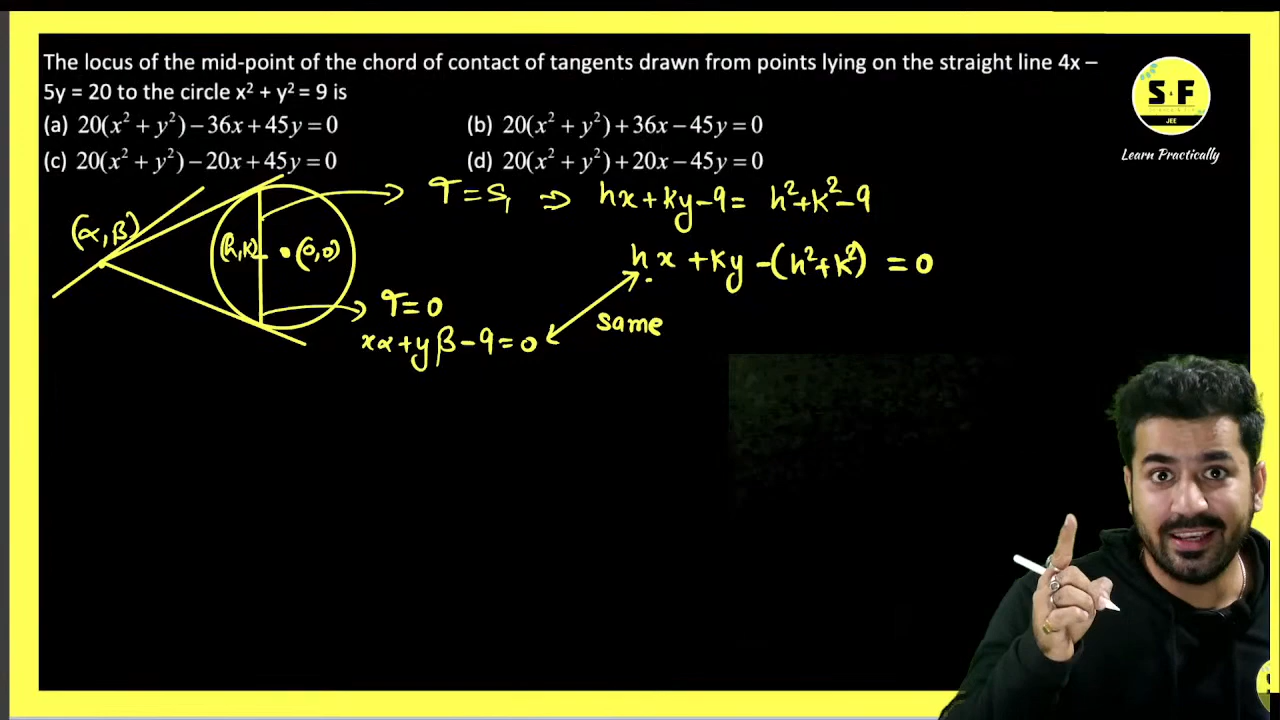 The locus of the mid-point of the chord of contact of tangents drawn from points lying on the straight line 4x –
5y = 20 to the circle x² + y² = 9 is
(a) 20(x² + y²) – 36x + 45y = 0
(b) 20(x² + y²) + 36x – 45y = 0
(c) 20(x² + y²) – 20x + 45y = 0
(d) 20(x² + y²) + 20x – 45y = 0
S&F
JEE
Learn Practically
T = S₁ ⇒ hx + ky – 9 = h² + k² – 9
(α, β)
(h, k)
(0, 0)
hx + ky – (h² + k²) = 0
T = 0
same
xα + yβ – 9 = 0